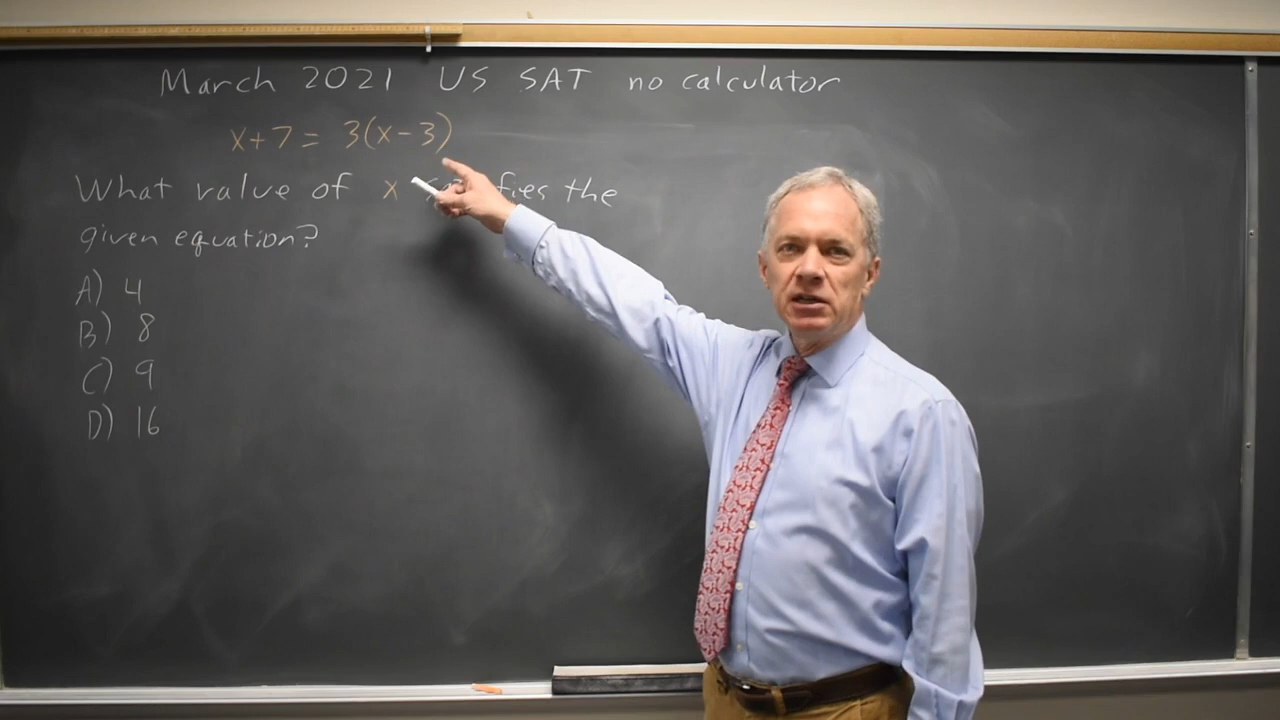 March 2021 US SAT no calculator
x+7 = 3(x-3)
What value of x the
given equation?
A) 4
B) 8
C) 9
D) 16